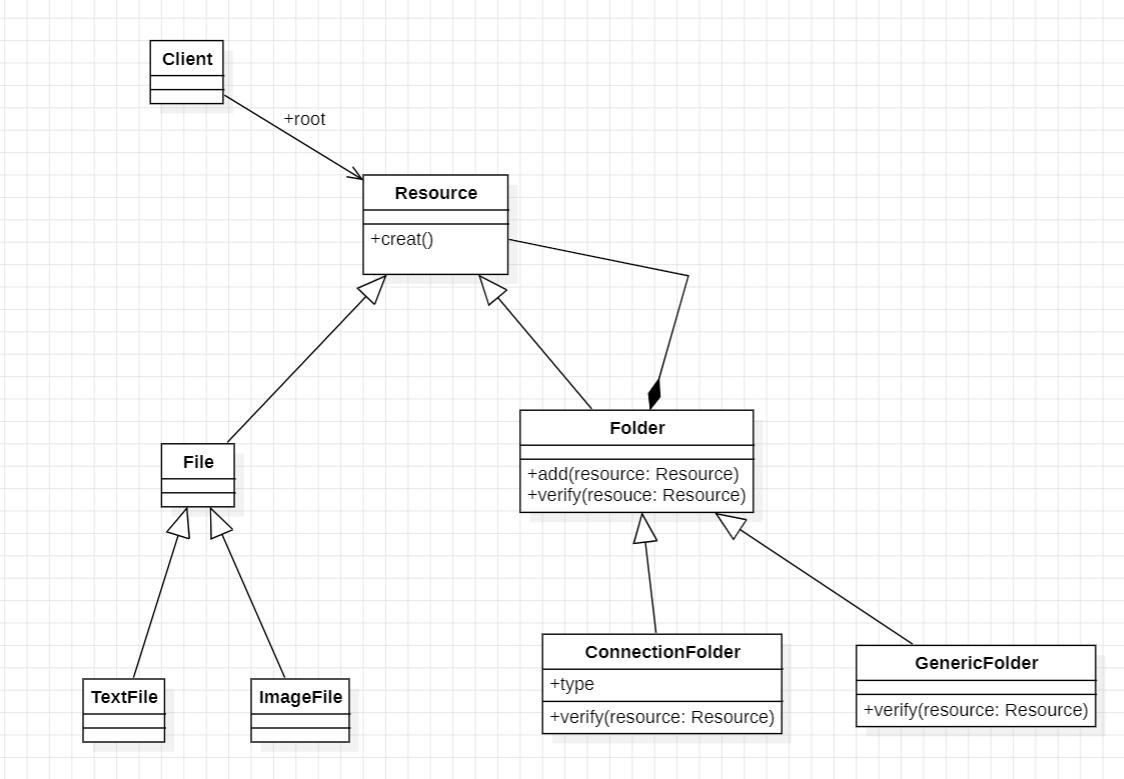 Client
+root
Resource
+creat()
File
Folder
+add(resource: Resource)
+verify(resouce: Resource)
TextFile
ImageFile
ConnectionFolder
+type
+verify(resource: Resource)
GenericFolder
+verify(resource: Resource)